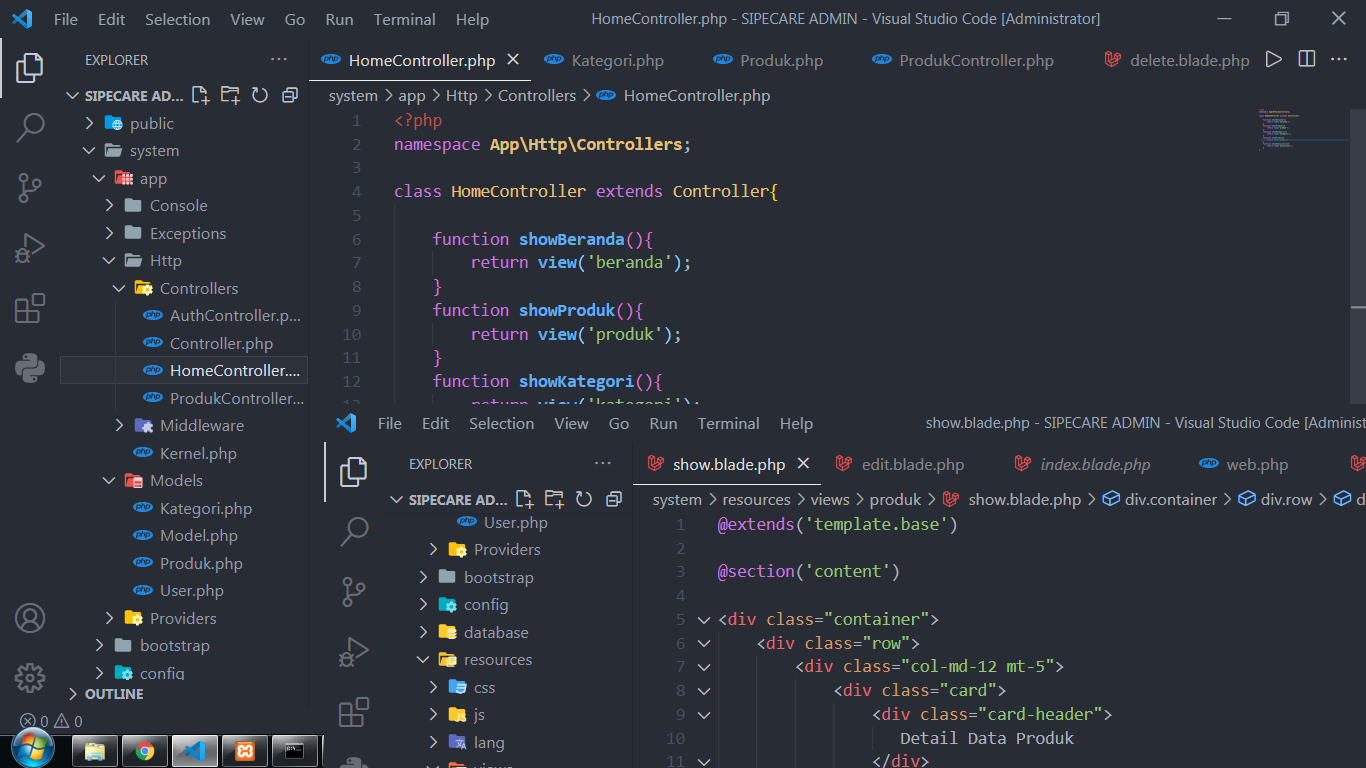 File Edit Selection View Go Run Terminal Help HomeController.php - SIPECARE ADMIN - Visual Studio Code [Administrator]
EXPLORER ···
HomeController.php Kategori.php Produk.php ProdukController.php delete.blade.php ···
SIPECARE AD...
system > app > Http > Controllers > HomeController.php
public
system
app
Console
Exceptions
Http
Controllers
AuthController.p...
Controller.php
HomeController....
ProdukController...
Middleware
Kernel.php
Models
Kategori.php
Model.php
Produk.php
User.php
Providers
bootstrap
config
OUTLINE
0 0
1 <?php
2 namespace App\Http\Controllers;
3
4 class HomeController extends Controller{
5
6 function showBeranda(){
7 return view('beranda');
8 }
9 function showProduk(){
10 return view('produk');
11 }
12 function showKategori(){
13 return view('kategori');
File Edit Selection View Go Run Terminal Help show.blade.php - SIPECARE ADMIN - Visual Studio Code [Administ
EXPLORER ···
show.blade.php edit.blade.php index.blade.php web.php
SIPECARE AD...
system > resources > views > produk > show.blade.php > div.container > div.row > d
User.php
Providers
bootstrap
config
database
resources
css
js
lang
views
1 @extends('template.base')
2
3 @section('content')
4
5 <div class="container">
6 <div class="row">
7 <div class="col-md-12 mt-5">
8 <div class="card">
9 <div class="card-header">
10 Detail Data Produk
11 </div>